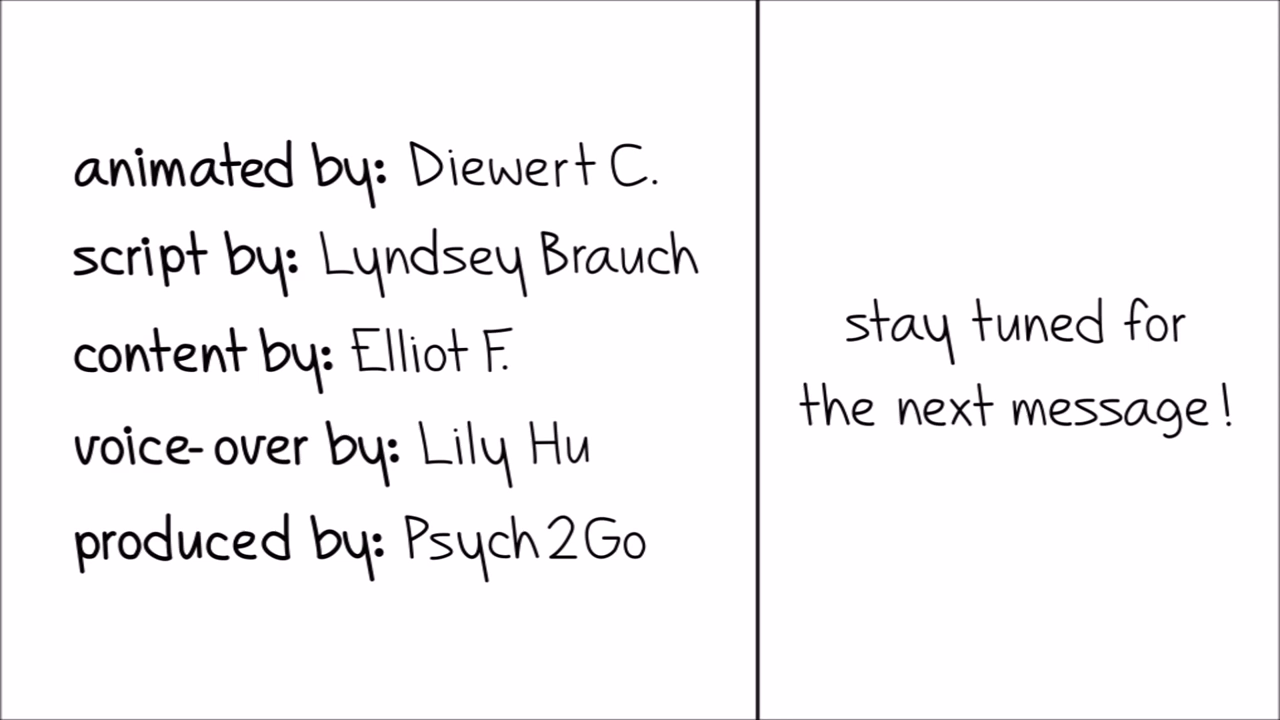 animated by: Diewert C.
script by: Lyndsey Brauch
content by: Elliot F.
voice-over by: Lily Hu
produced by: Psych2Go
stay tuned for
the next message!